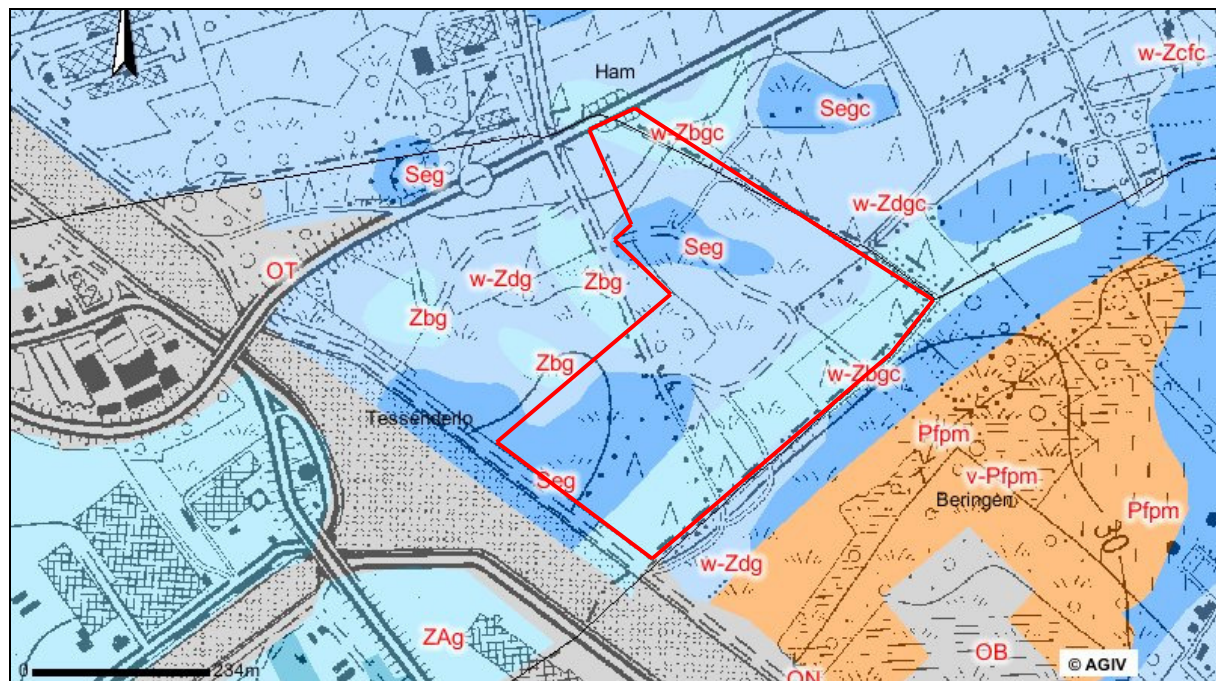 w-Zcfc
Ham
Segc
w-Zbgc
Seg
w-Zdgc
Seg
OT
w-Zdg
Zbg
Zbg
Zbg
w-Zbgc
Tessenderlo
Pfpm
Seg
v-Pfpm
Beringen
Pfpm
30
w-Zdg
ZAg
OB
© AGIV
0 234m
ON